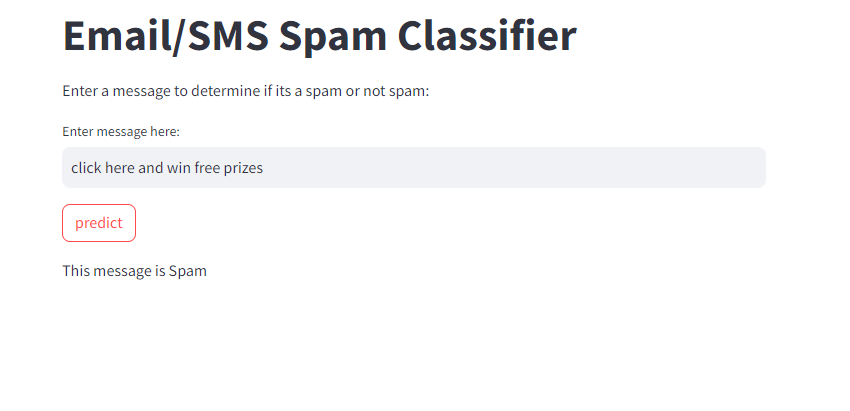 Email/SMS Spam Classifier
Enter a message to determine if its a spam or not spam:
Enter message here:
click here and win free prizes
predict
This message is Spam